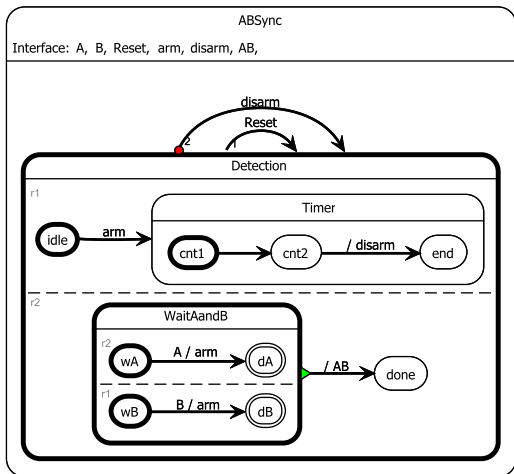 ABSync
Interface: A, B, Reset, arm, disarm, AB,
disarm
Reset
2
1
Detection
r1
Timer
idle
arm
cnt1
cnt2
/ disarm
end
r2
WaitAandB
r2
wA
A / arm
dA
/ AB
done
r1
wB
B / arm
dB